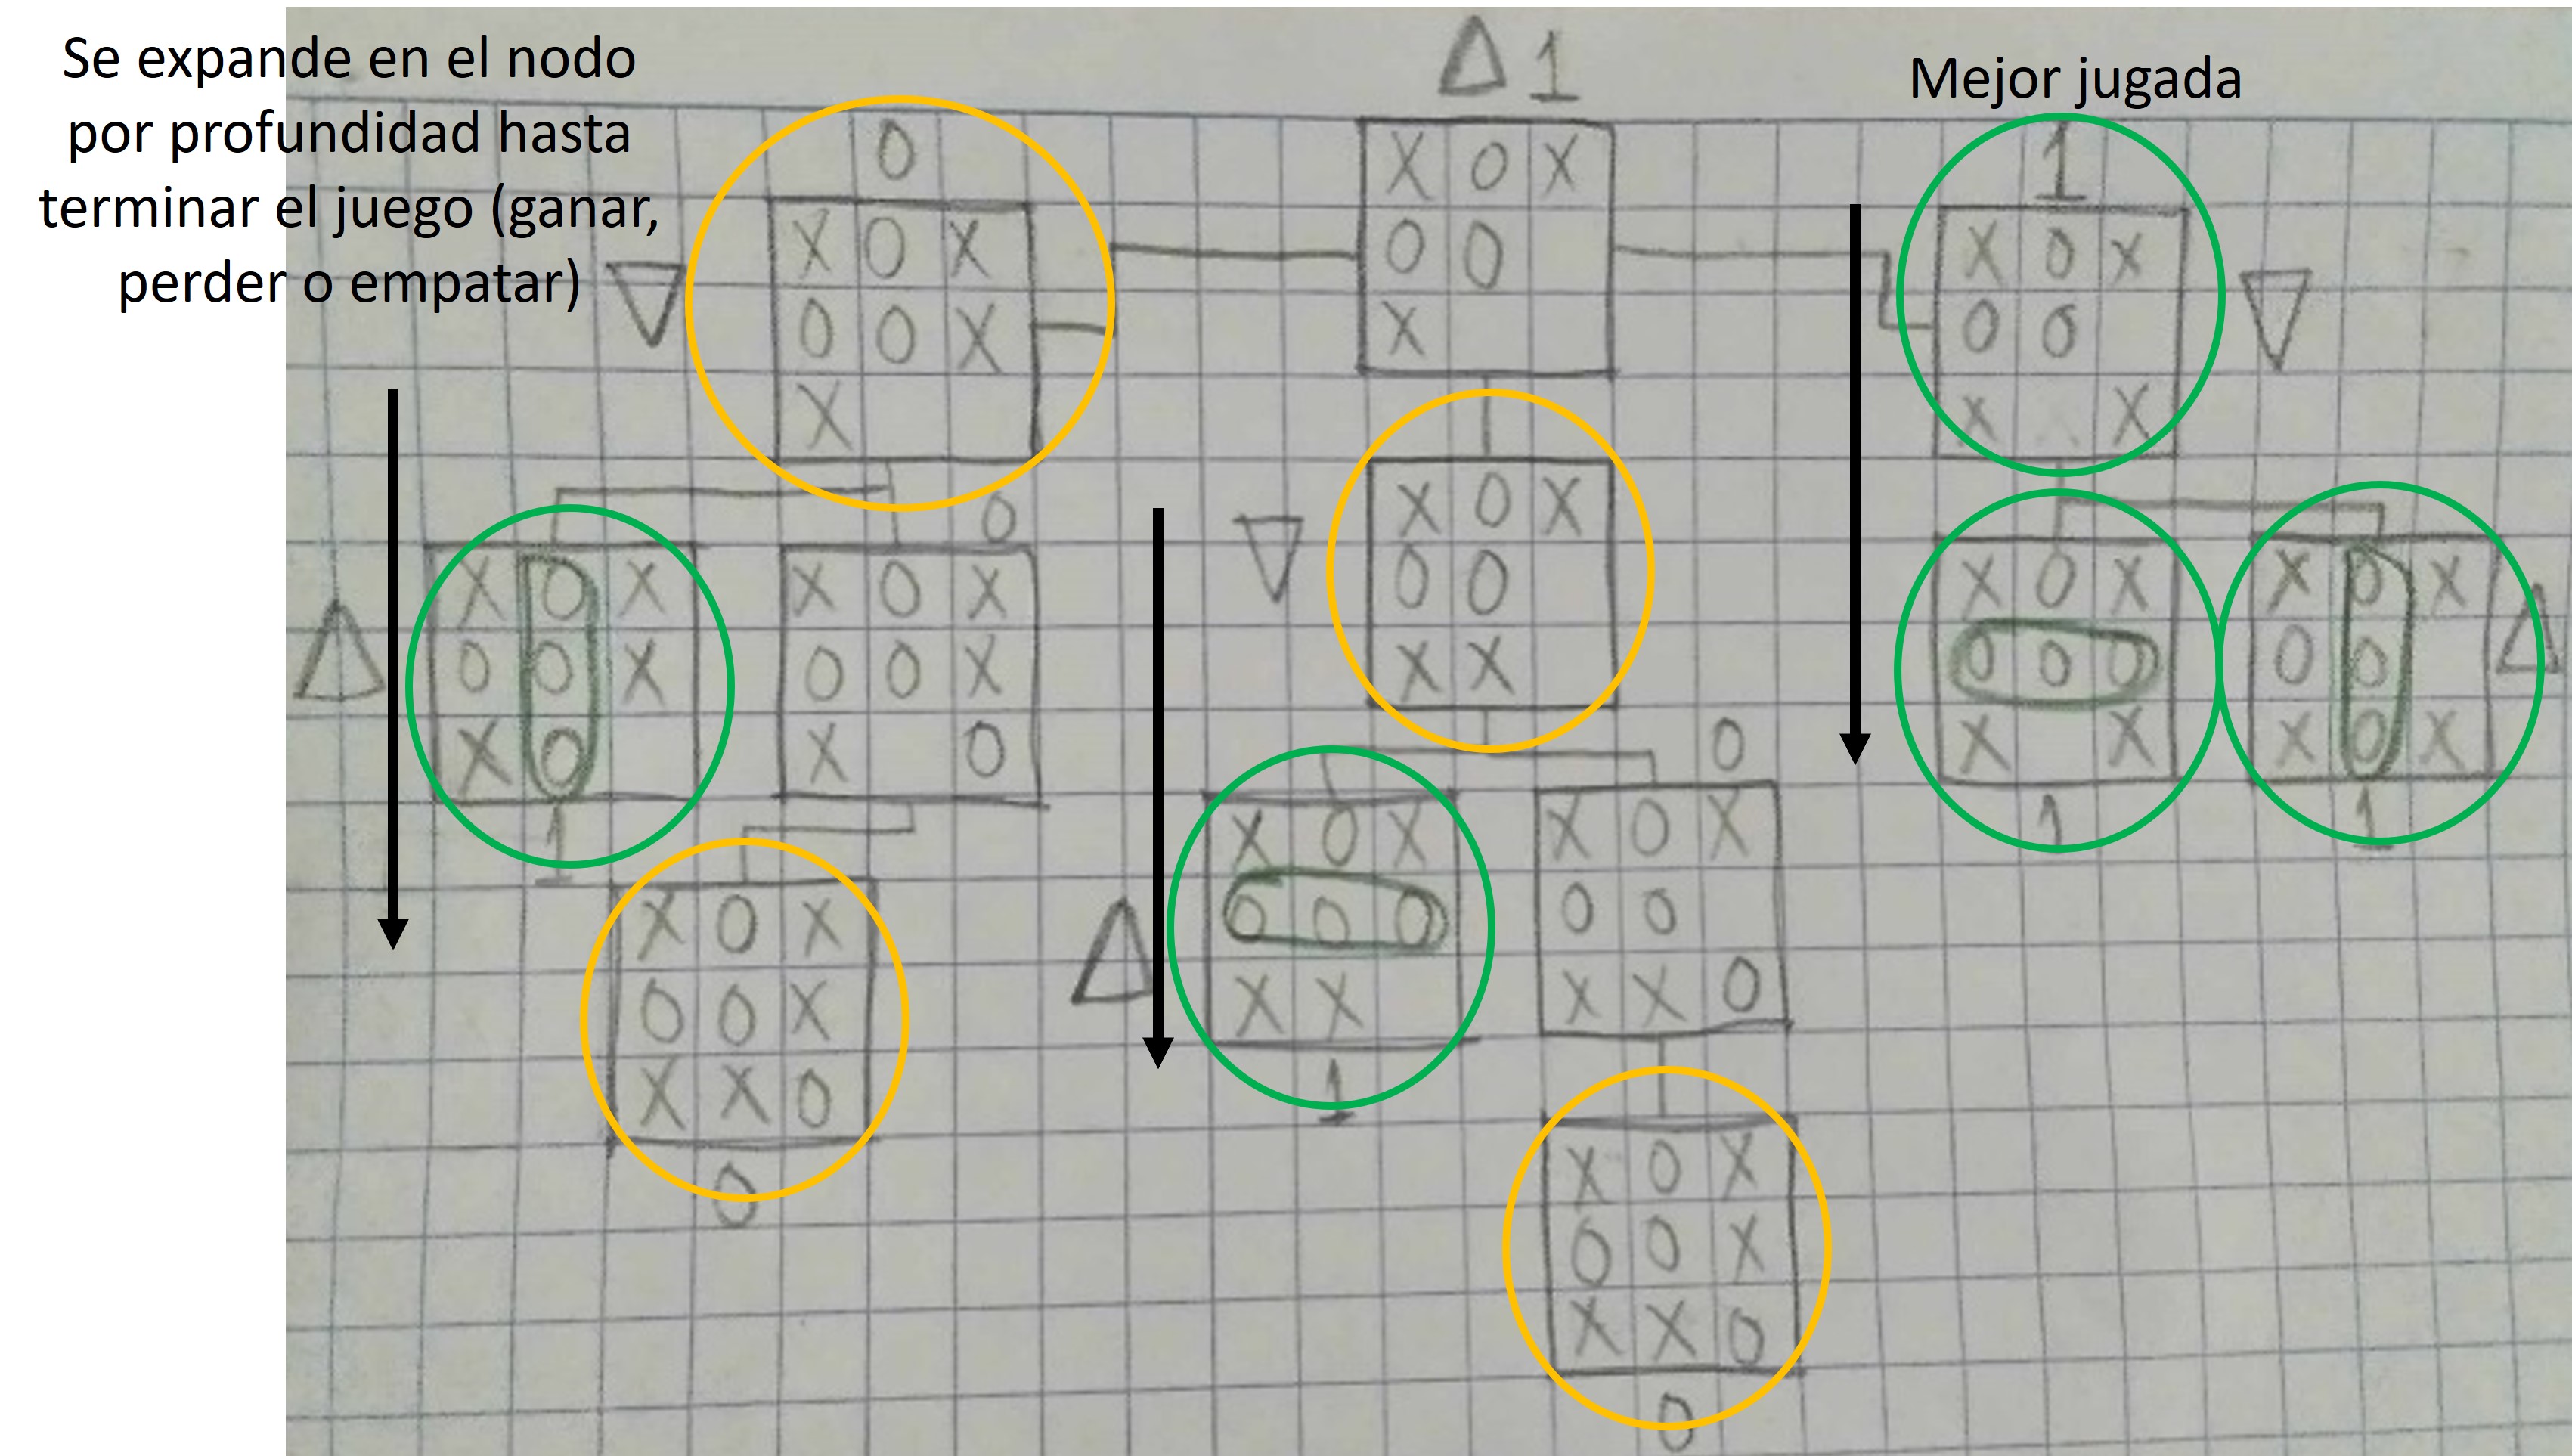 Se expande en el nodo
por profundidad hasta
terminar el juego (ganar,
perder o empatar)
1
X O X
O O
X
Mejor jugada
0
X O X
O O X
X
1
X O X
O O
X X
X O X
O O
X X
X O X
O O X
X O
1
0
X O X
O O X
X O
X O X
O O X
X X O
0
X O X
O O O
X X
1
0
X O X
O O
X X O
X O X
O O X
X X O
0
X O X
O O O
X X
1
X O X
O O
X O X
1